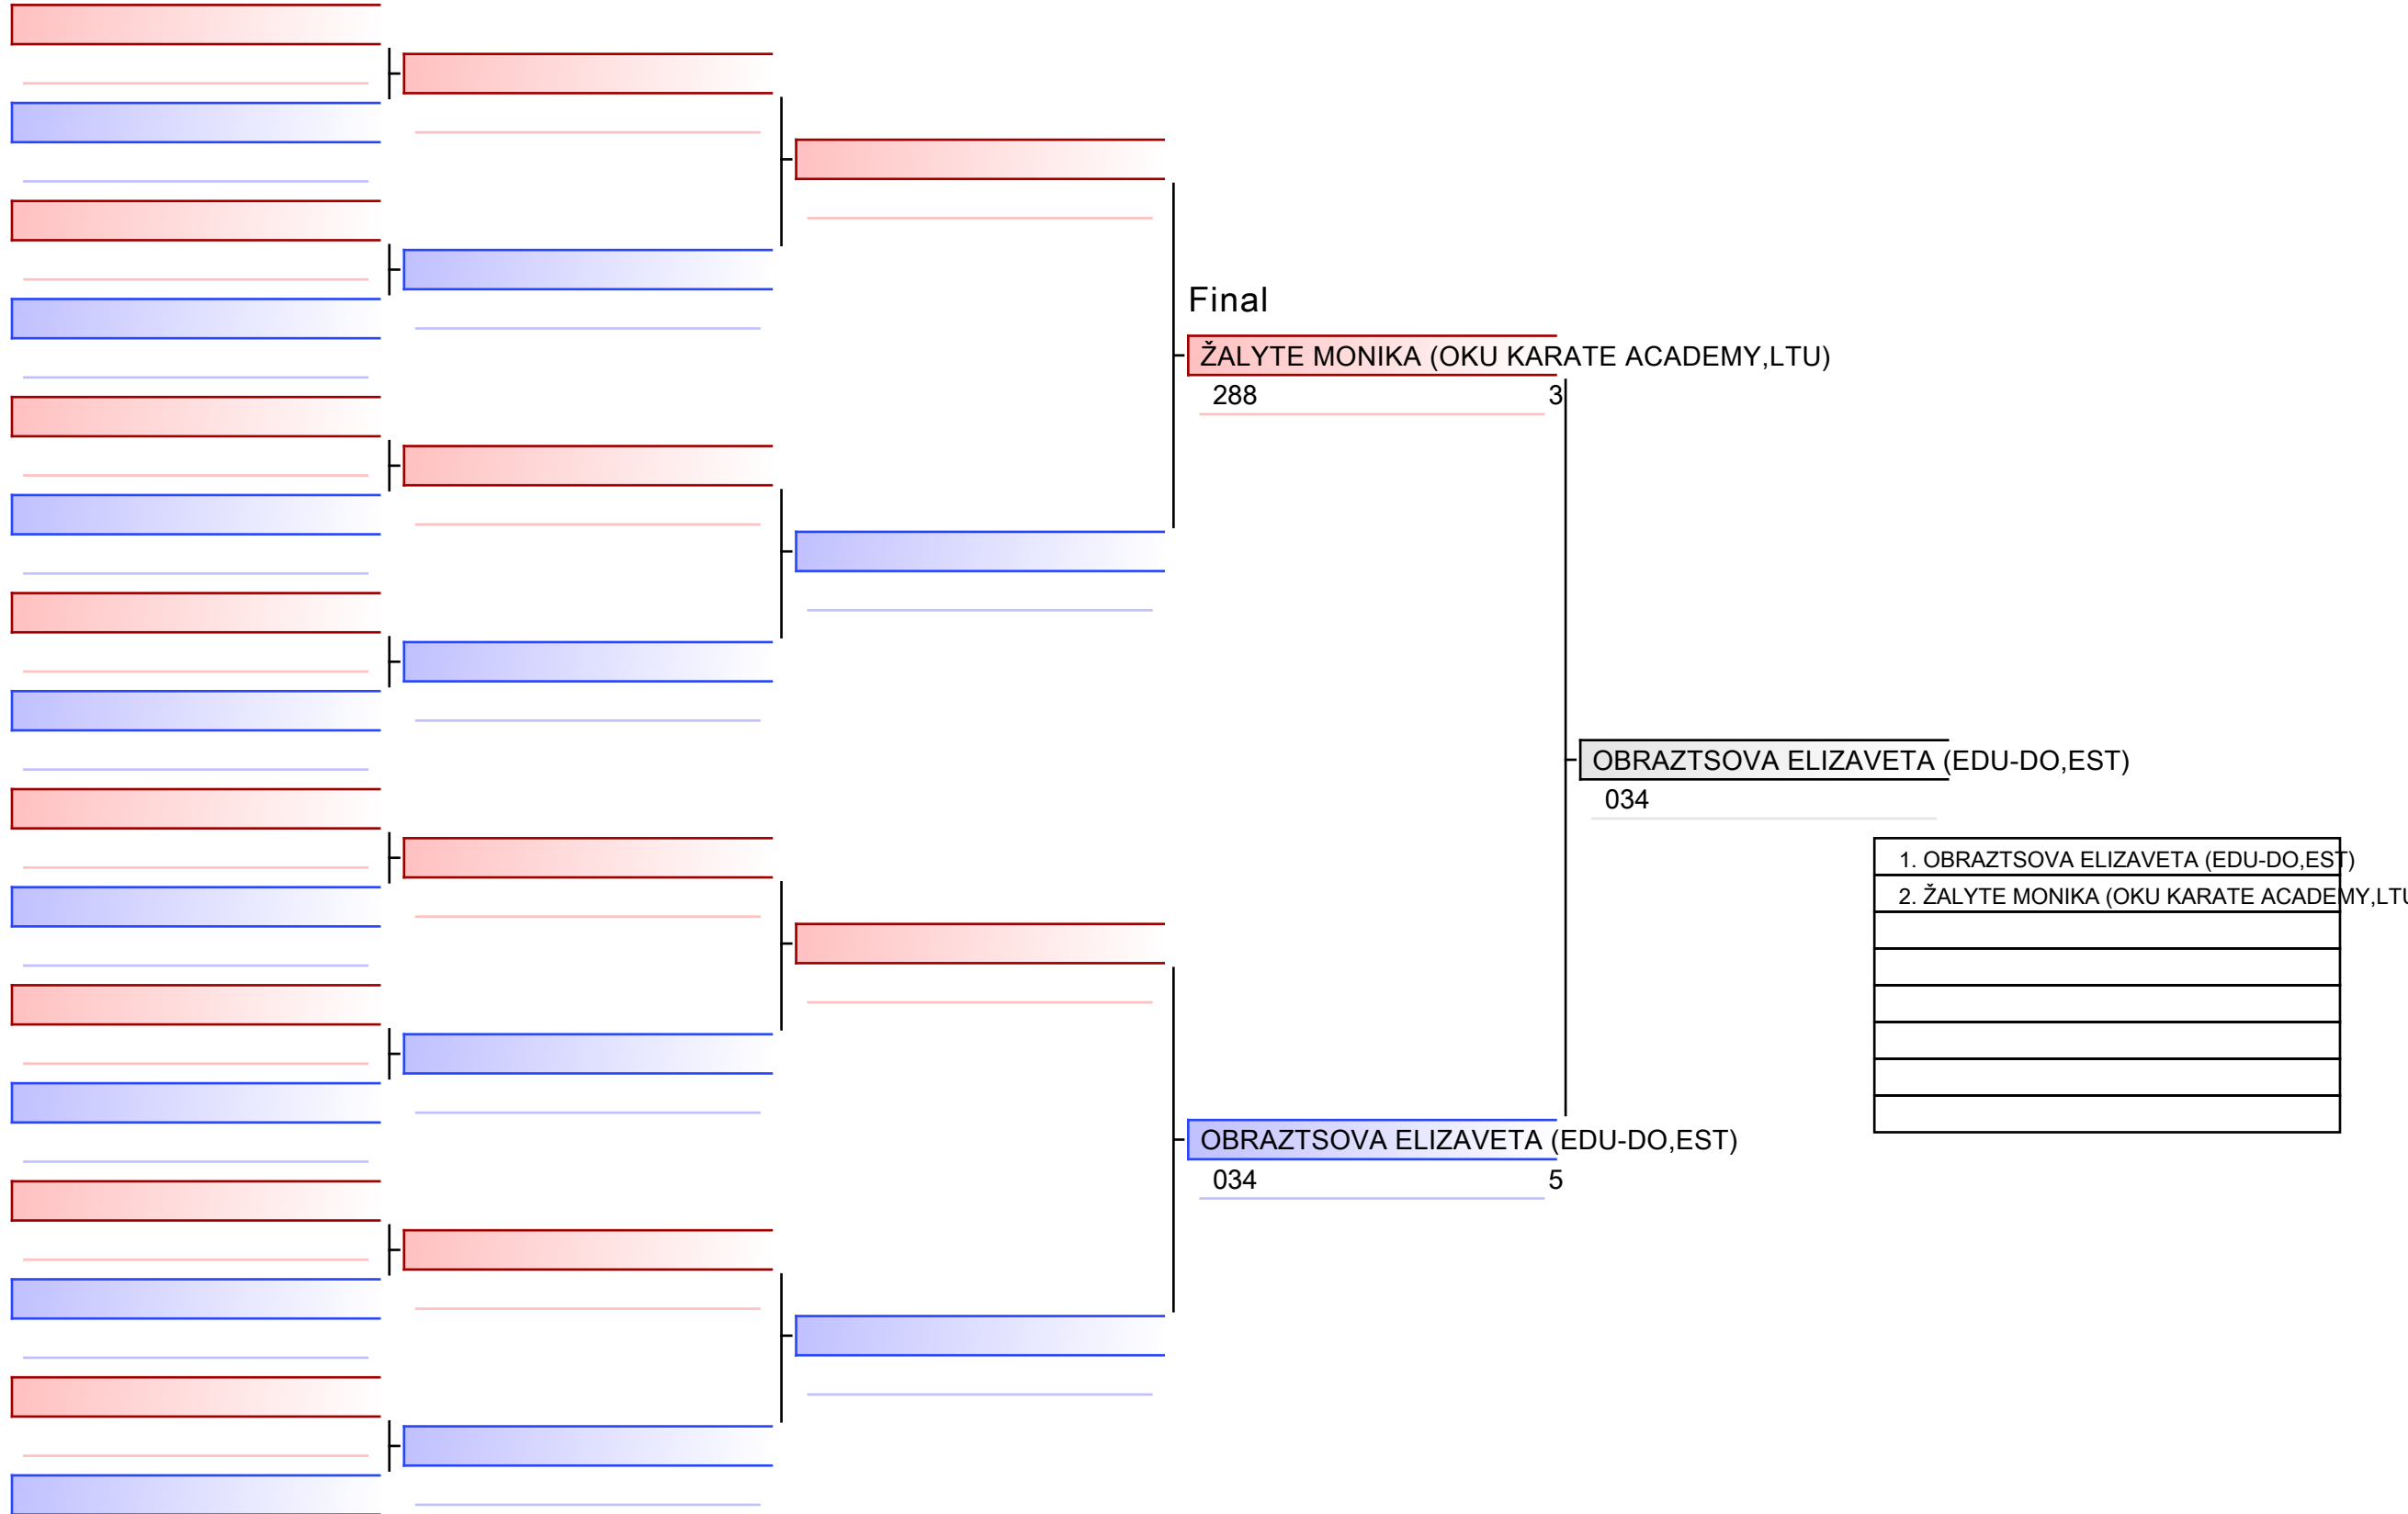 Final
ŽALYTE MONIKA (OKU KARATE ACADEMY,LTU)
288 3
OBRAZTSOVA ELIZAVETA (EDU-DO,EST)
034
1. OBRAZTSOVA ELIZAVETA (EDU-DO,EST)
2. ŽALYTE MONIKA (OKU KARATE ACADEMY,LTU
OBRAZTSOVA ELIZAVETA (EDU-DO,EST)
034 5